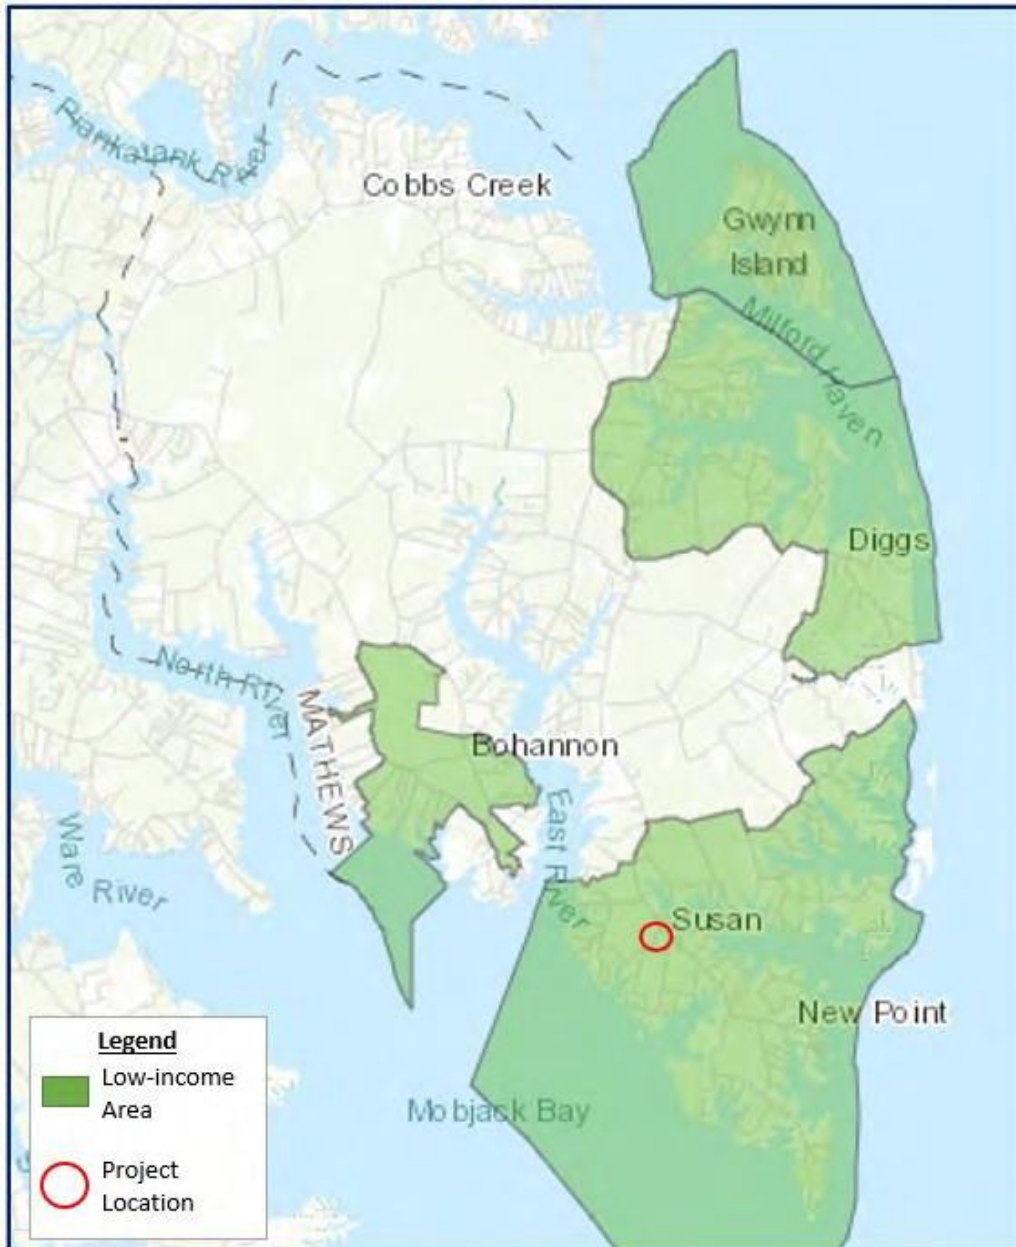 Piankatank River
Cobbs Creek
Gwynn
Island
Milford Haven
Diggs
North River
MATHEWS
Bohannon
East River
Ware River
Susan
New Point
Mobjack Bay
Legend
Low-income
Area
Project
Location